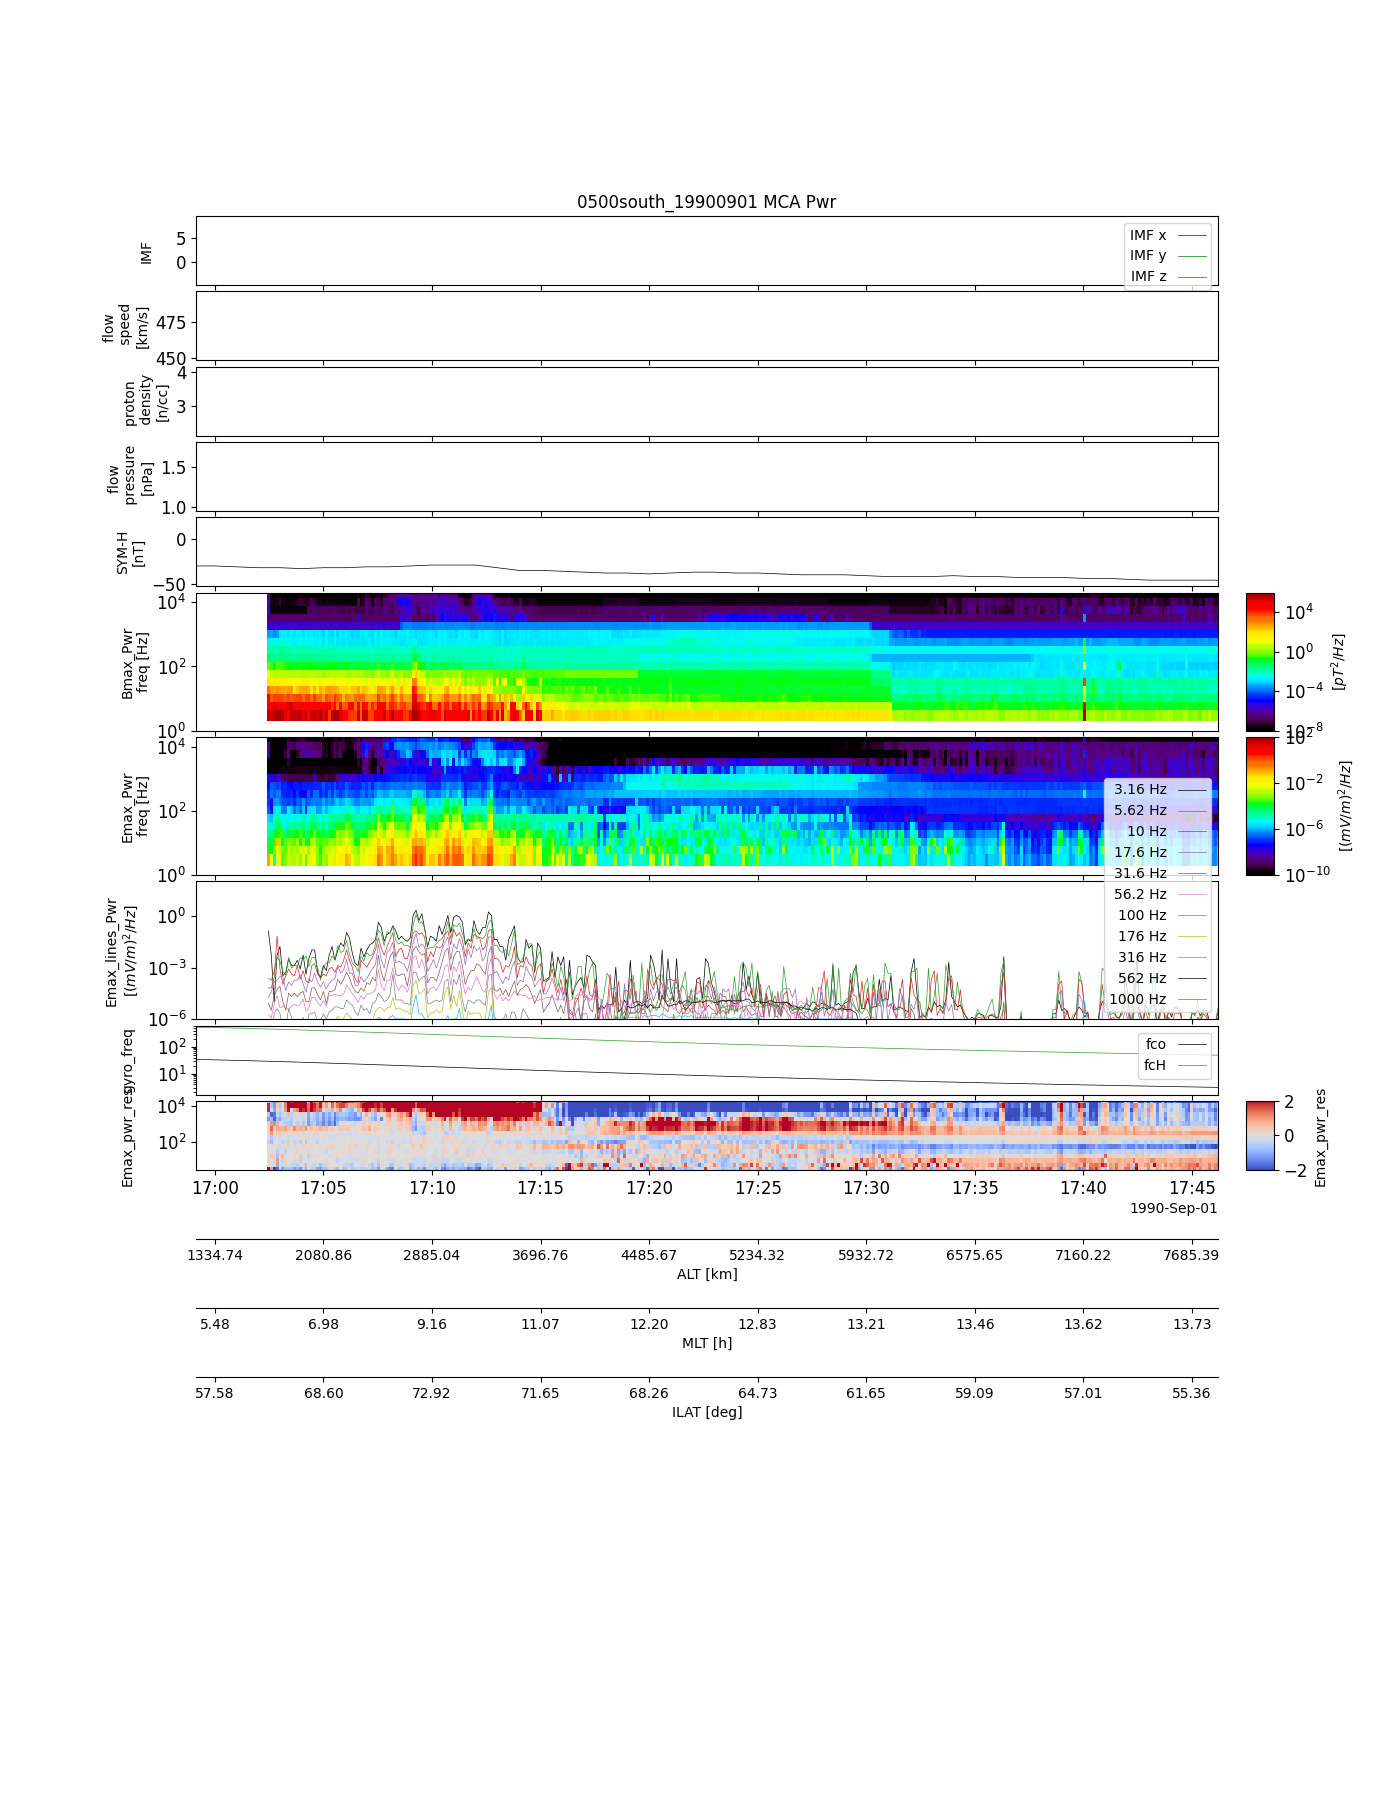 0500south_19900901 MCA Pwr
IMF
5
0
IMF x
IMF y
IMF z
flow
speed
[km/s]
475
450
proton
density
[n/cc]
4
3
flow
pressure
[nPa]
1.5
1.0
SYM-H
[nT]
0
−50
Bmax_Pwr
freq [Hz]
10^4
10^2
10^0
10^4
10^0
10^-4
10^-8
[pT^2/Hz]
Emax_Pwr
freq [Hz]
10^4
10^2
10^0
10^2
10^-2
10^-6
10^-10
[(mV/m)^2/Hz]
3.16 Hz
5.62 Hz
10 Hz
17.6 Hz
31.6 Hz
56.2 Hz
100 Hz
176 Hz
316 Hz
562 Hz
1000 Hz
Emax_lines_Pwr
[(mV/m)^2/Hz]
10^0
10^-3
10^-6
gyro_freq
10^2
10^1
fco
fcH
Emax_pwr_res
10^4
10^2
2
0
−2
Emax_pwr_res
17:00 17:05 17:10 17:15 17:20 17:25 17:30 17:35 17:40 17:45
1990-Sep-01
1334.74 2080.86 2885.04 3696.76 4485.67 5234.32 5932.72 6575.65 7160.22 7685.39
ALT [km]
5.48 6.98 9.16 11.07 12.20 12.83 13.21 13.46 13.62 13.73
MLT [h]
57.58 68.60 72.92 71.65 68.26 64.73 61.65 59.09 57.01 55.36
ILAT [deg]